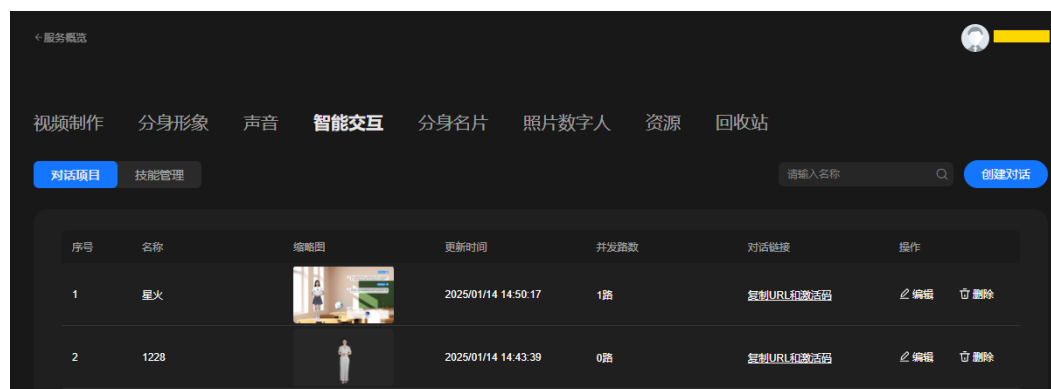 ←服务概览
视频制作 分身形象 声音 智能交互 分身名片 照片数字人 资源 回收站
对话项目 技能管理 请输入名称 创建对话
序号 名称 缩略图 更新时间 并发路数 对话链接 操作
1 星火 2025/01/14 14:50:17 1路 复制URL和激活码 编辑 删除
2 1228 2025/01/14 14:43:39 0路 复制URL和激活码 编辑 删除